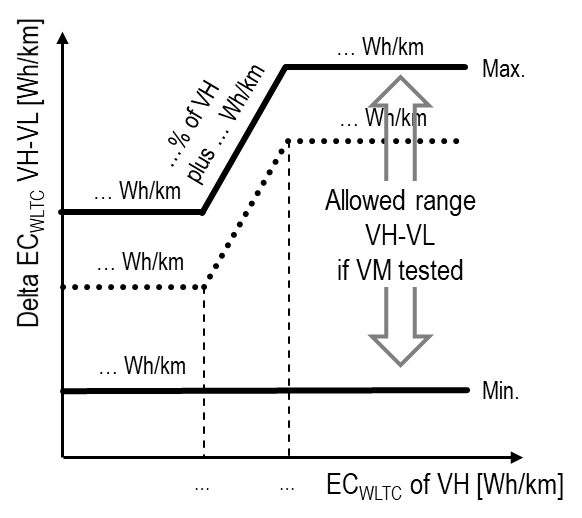 Delta EC_WLTC VH-VL [Wh/km]
… Wh/km
Max.
…% of VH
plus … Wh/km
… Wh/km
… Wh/km
Allowed range
VH-VL
if VM tested
… Wh/km
… Wh/km
Min.
…
…
EC_WLTC of VH [Wh/km]